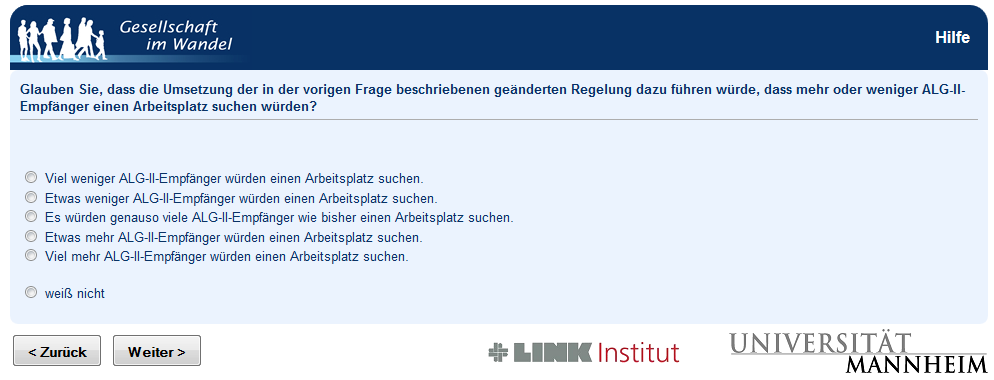 Gesellschaft
im Wandel
Hilfe
Glauben Sie, dass die Umsetzung der in der vorigen Frage beschriebenen geänderten Regelung dazu führen würde, dass mehr oder weniger ALG-II-
Empfänger einen Arbeitsplatz suchen würden?
Viel weniger ALG-II-Empfänger würden einen Arbeitsplatz suchen.
Etwas weniger ALG-II-Empfänger würden einen Arbeitsplatz suchen.
Es würden genauso viele ALG-II-Empfänger wie bisher einen Arbeitsplatz suchen.
Etwas mehr ALG-II-Empfänger würden einen Arbeitsplatz suchen.
Viel mehr ALG-II-Empfänger würden einen Arbeitsplatz suchen.
weiß nicht
< Zurück Weiter >
LINK Institut
UNIVERSITÄT
MANNHEIM